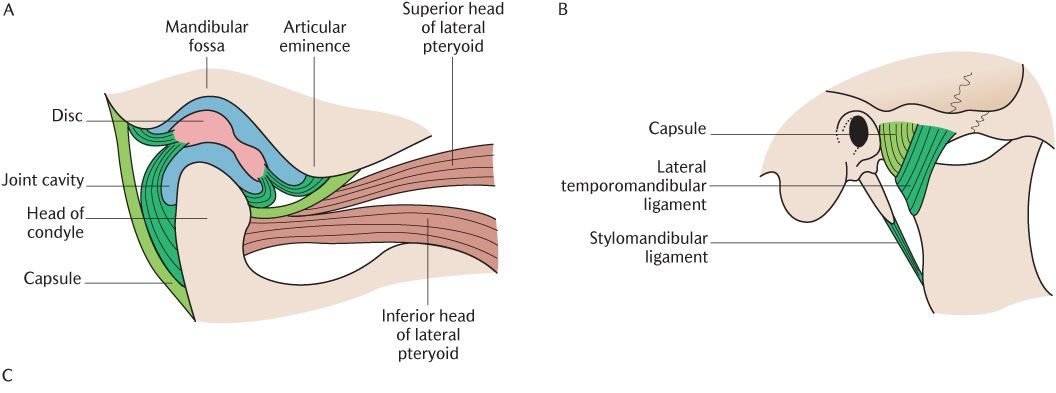 A
Mandibular
fossa
Articular
eminence
Superior head
of lateral
pteryoid
Disc
Joint cavity
Head of
condyle
Capsule
Inferior head
of lateral
pteryoid
B
Capsule
Lateral
temporomandibular
ligament
Stylomandibular
ligament
C